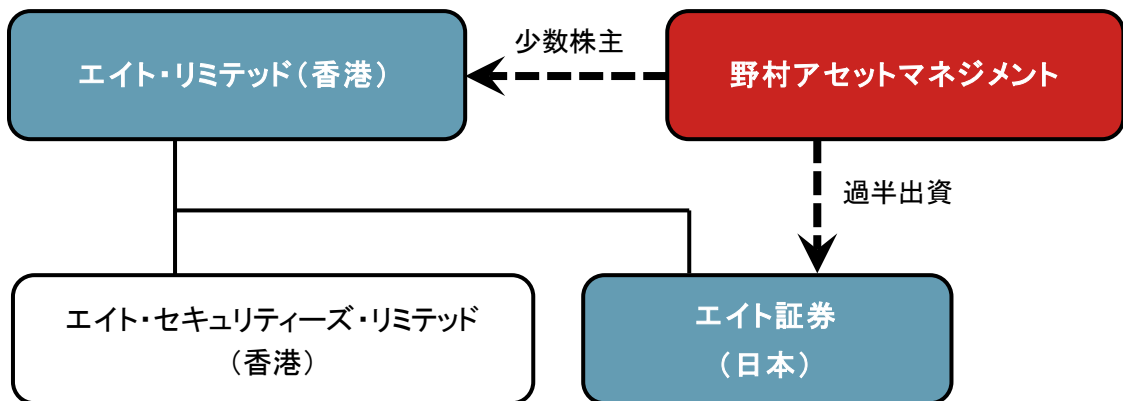 エイト・リミテッド（香港）
少数株主
野村アセットマネジメント
過半出資
エイト・セキュリティーズ・リミテッド
（香港）
エイト証券
（日本）